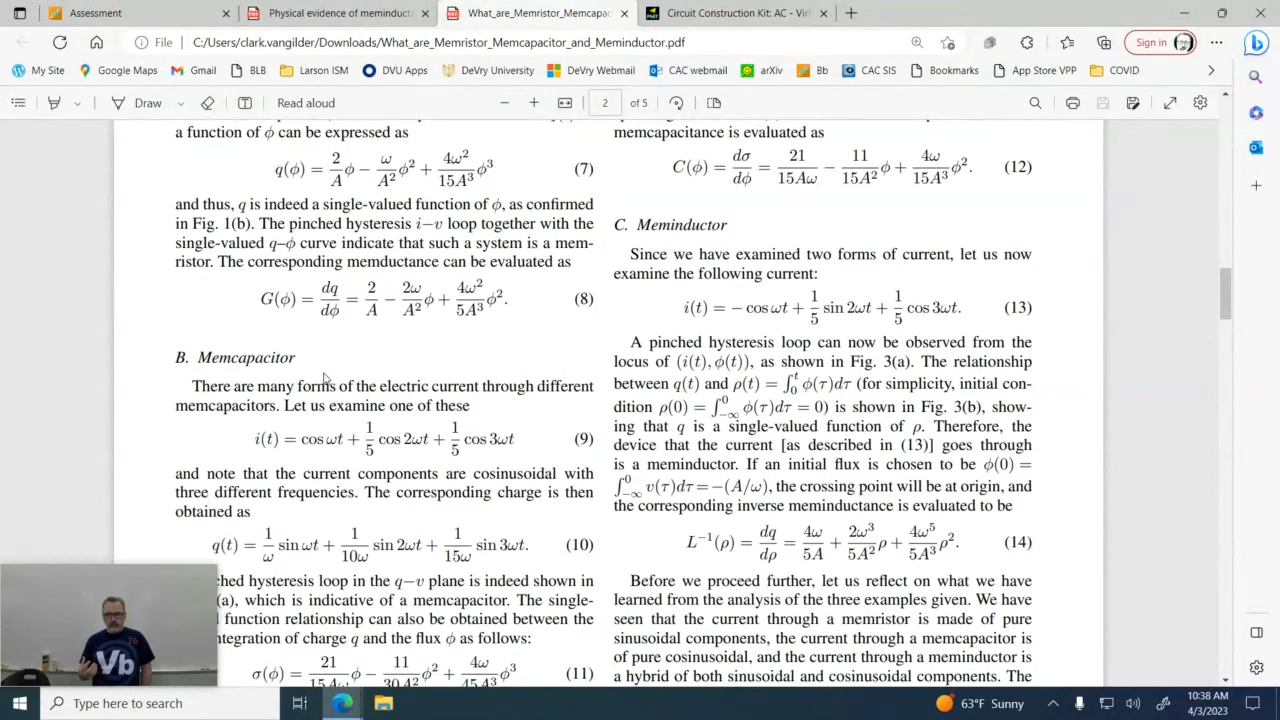 Assessment
Physical evidence of meminducta
What_are_Memristor_Memcapac
Circuit Construction Kit: AC - Virt
File
C:/Users/clark.vangilder/Downloads/What_are_Memristor_Memcapacitor_and_Meminductor.pdf
Sign in
My Site
Google Maps
Gmail
BLB
Larson ISM
DVU Apps
DeVry University
DeVry Webmail
CAC webmail
arXiv
Bb
CAC SIS
Bookmarks
App Store VPP
COVID
Draw
Read aloud
2
of 5
a function of ϕ can be expressed as
q(ϕ) = 2/A ϕ − ω/A² ϕ² + 4ω²/15A³ ϕ³ (7)
and thus, q is indeed a single-valued function of ϕ, as confirmed
in Fig. 1(b). The pinched hysteresis i−v loop together with the
single-valued q–ϕ curve indicate that such a system is a mem-
ristor. The corresponding memductance can be evaluated as
G(ϕ) = dq/dϕ = 2/A − 2ω/A² ϕ + 4ω²/5A³ ϕ². (8)
B. Memcapacitor
There are many forms of the electric current through different
memcapacitors. Let us examine one of these
i(t) = cos ωt + 1/5 cos 2ωt + 1/5 cos 3ωt (9)
and note that the current components are cosinusoidal with
three different frequencies. The corresponding charge is then
obtained as
q(t) = 1/ω sin ωt + 1/10ω sin 2ωt + 1/15ω sin 3ωt. (10)
ched hysteresis loop in the q−v plane is indeed shown in
(a), which is indicative of a memcapacitor. The single-
function relationship can also be obtained between the
ntegration of charge q and the flux ϕ as follows:
σ(ϕ) = 21/15Aω ϕ − 11/30A² ϕ² + 4ω/45A³ ϕ³ (11)
memcapacitance is evaluated as
C(ϕ) = dσ/dϕ = 21/15Aω − 11/15A² ϕ + 4ω/15A³ ϕ². (12)
C. Meminductor
Since we have examined two forms of current, let us now
examine the following current:
i(t) = − cos ωt + 1/5 sin 2ωt + 1/5 cos 3ωt. (13)
A pinched hysteresis loop can now be observed from the
locus of (i(t), ϕ(t)), as shown in Fig. 3(a). The relationship
between q(t) and ρ(t) = ∫₀ᵗ ϕ(τ)dτ (for simplicity, initial con-
dition ρ(0) = ∫₋∞⁰ ϕ(τ)dτ = 0) is shown in Fig. 3(b), show-
ing that q is a single-valued function of ρ. Therefore, the
device that the current [as described in (13)] goes through
is a meminductor. If an initial flux is chosen to be ϕ(0) =
∫₋∞⁰ v(τ)dτ = −(A/ω), the crossing point will be at origin, and
the corresponding inverse meminductance is evaluated to be
L⁻¹(ρ) = dq/dρ = 4ω/5A + 2ω³/5A² ρ + 4ω⁵/5A³ ρ². (14)
Before we proceed further, let us reflect on what we have
learned from the analysis of the three examples given. We have
seen that the current through a memristor is made of pure
sinusoidal components, the current through a memcapacitor is
of pure cosinusoidal, and the current through a meminductor is
a hybrid of both sinusoidal and cosinusoidal components. The
76
Vb
Type here to search
63°F Sunny
10:38 AM
4/3/2023